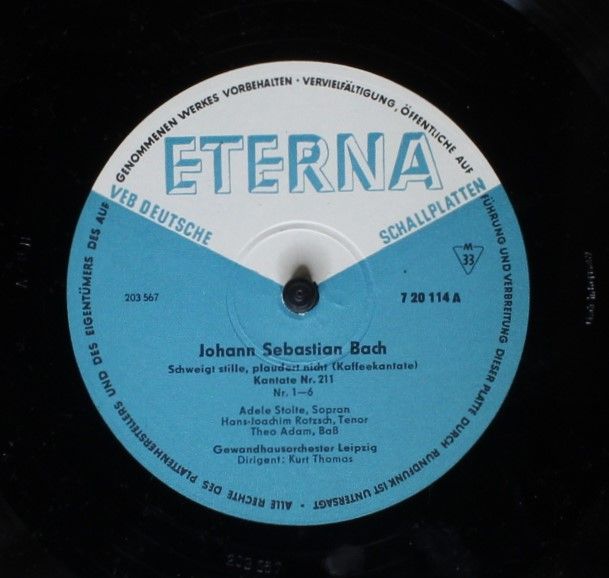 ALLE RECHTE DES PLATTENHERSTELLERS UND DES EIGENTÜMERS DES AUFGENOMMENEN WERKES VORBEHALTEN · VERVIELFÄLTIGUNG, ÖFFENTLICHE AUFFÜHRUNG UND VERBREITUNG DIESER PLATTE DURCH RUNDFUNK IST UNTERSAGT ·
ETERNA
VEB DEUTSCHE SCHALLPLATTEN
M
33
203 567
7 20 114 A
Johann Sebastian Bach
Schweigt stille, plaudert nicht (Kaffeekantate)
Kantate Nr. 211
Nr. 1—6
Adele Stolte, Sopran
Hans-Joachim Rotzsch, Tenor
Theo Adam, Baß
Gewandhausorchester Leipzig
Dirigent: Kurt Thomas